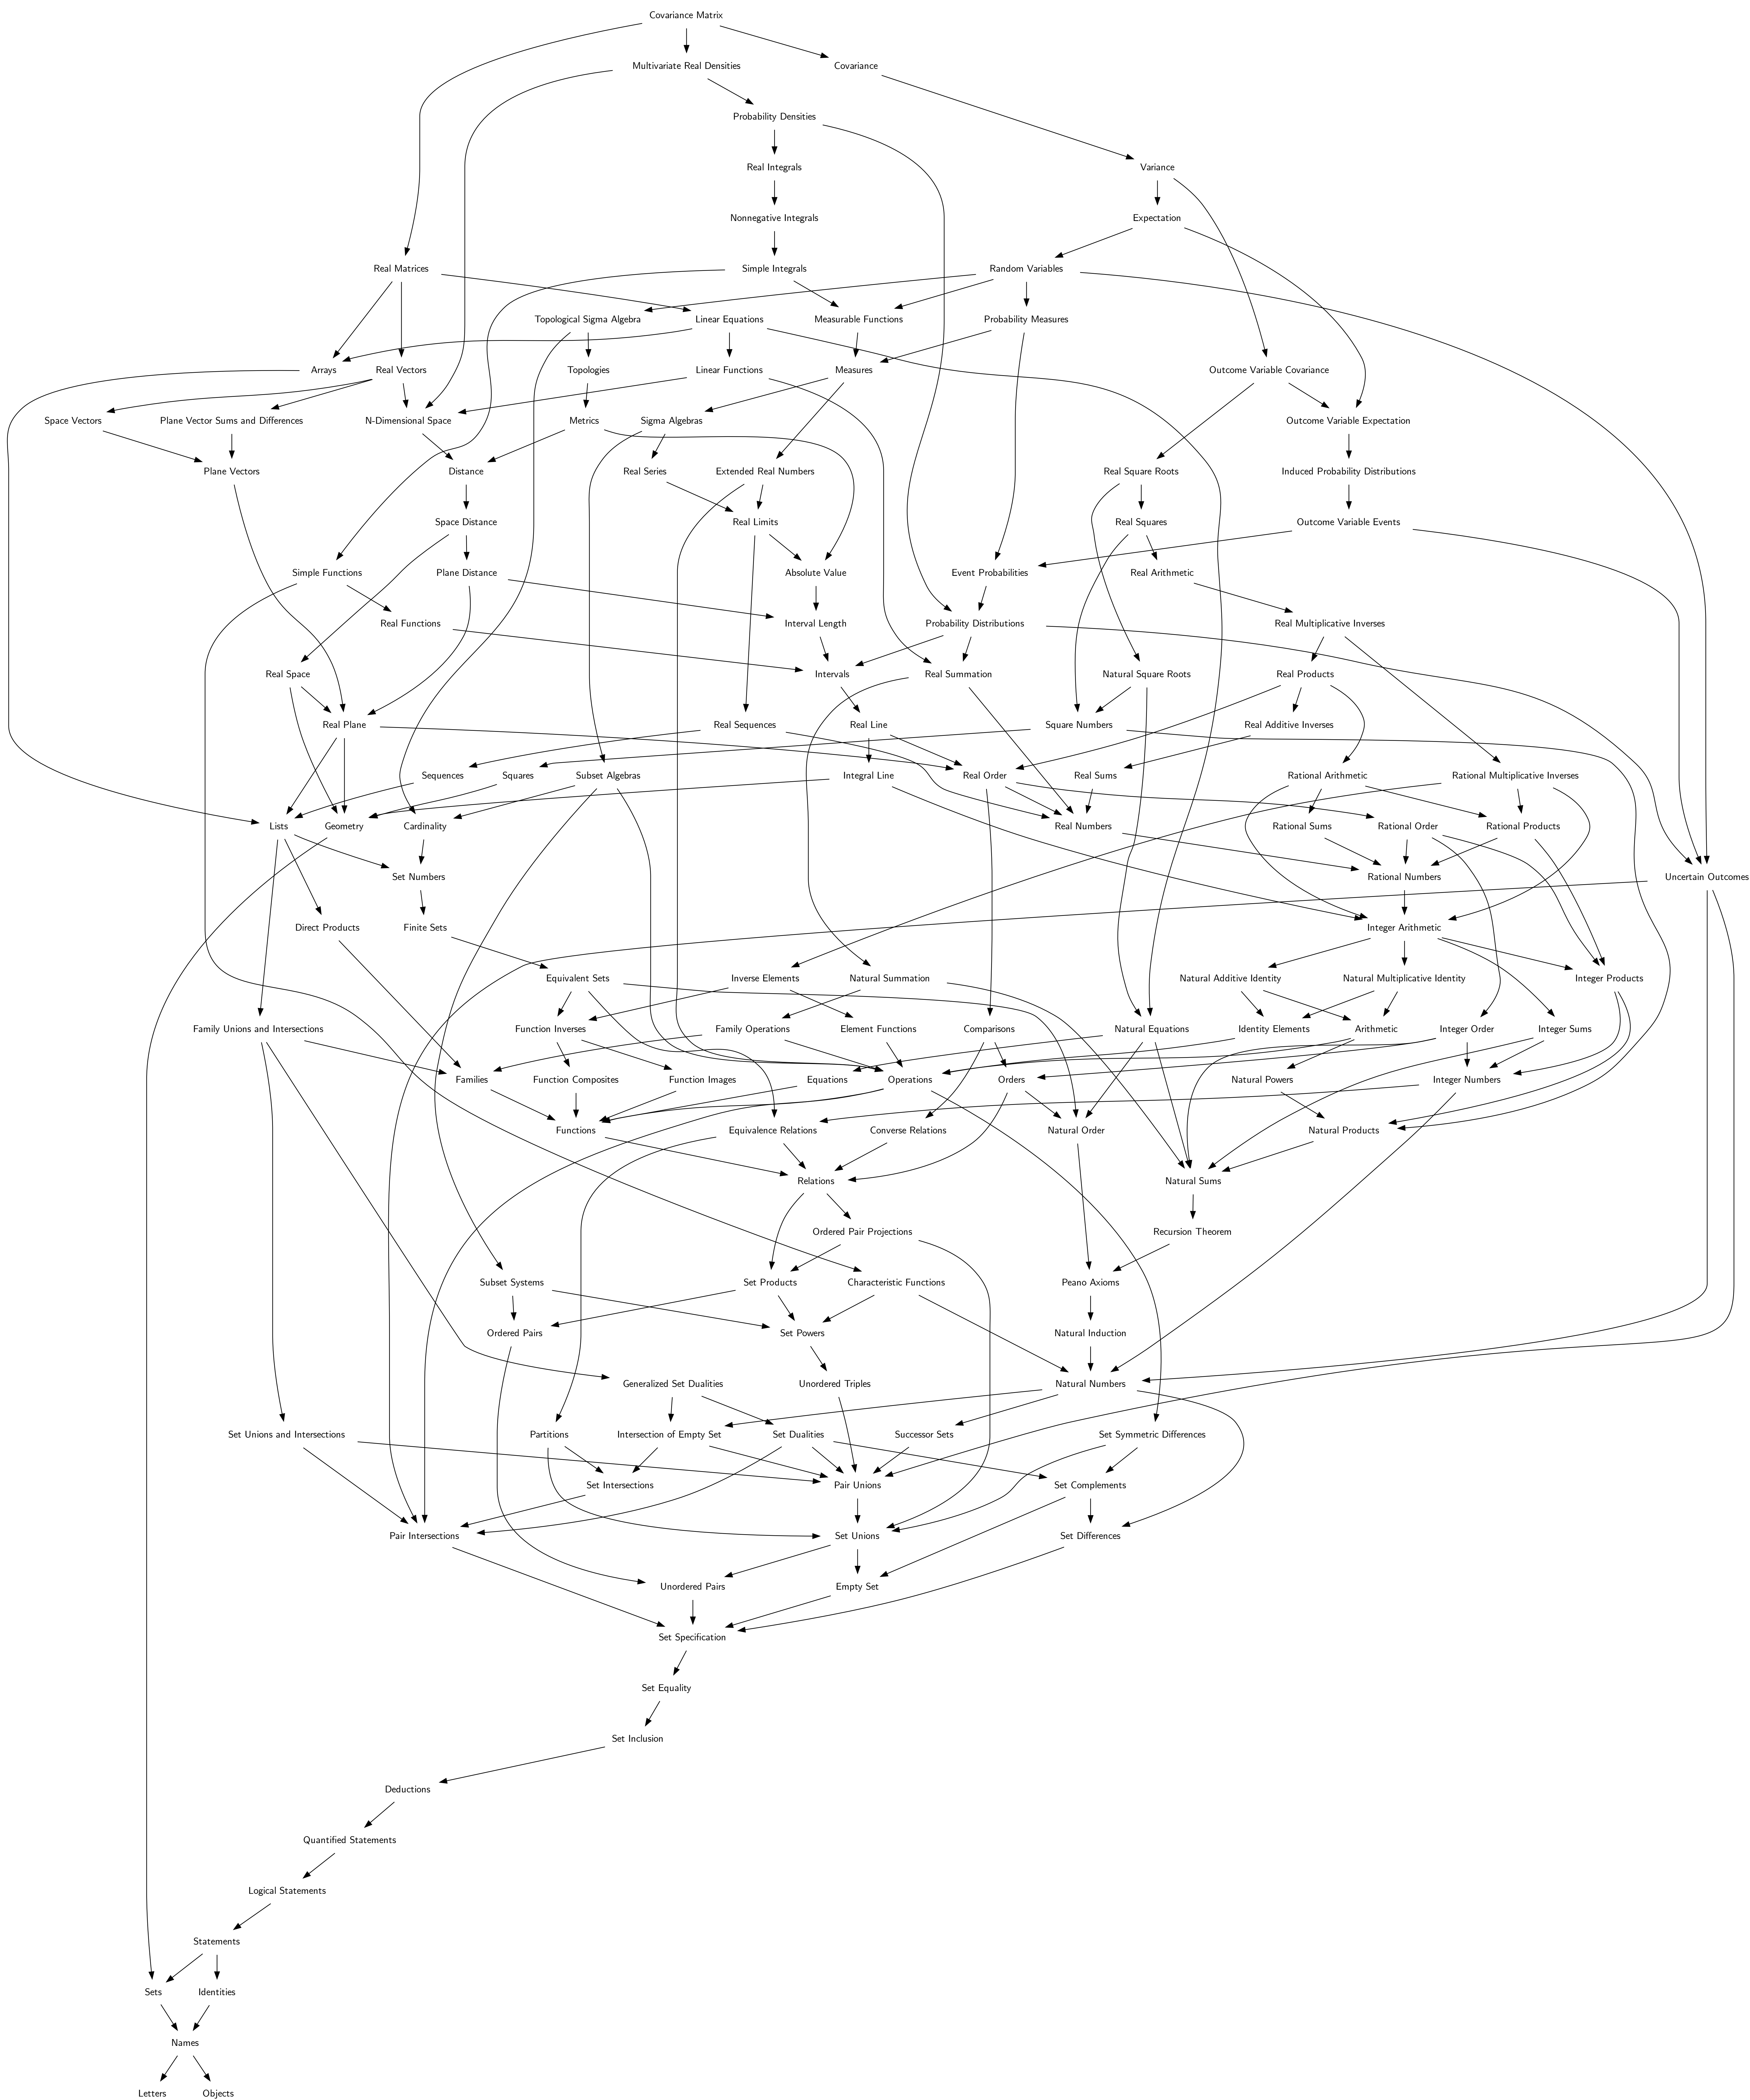 Covariance Matrix
Multivariate Real Densities
Covariance
Probability Densities
Real Integrals
Variance
Nonnegative Integrals
Expectation
Real Matrices
Simple Integrals
Random Variables
Topological Sigma Algebra
Linear Equations
Measurable Functions
Probability Measures
Arrays
Real Vectors
Topologies
Linear Functions
Measures
Outcome Variable Covariance
Space Vectors
Plane Vector Sums and Differences
N-Dimensional Space
Metrics
Sigma Algebras
Outcome Variable Expectation
Plane Vectors
Distance
Real Series
Extended Real Numbers
Real Square Roots
Induced Probability Distributions
Space Distance
Real Limits
Real Squares
Outcome Variable Events
Simple Functions
Plane Distance
Absolute Value
Event Probabilities
Real Arithmetic
Real Functions
Interval Length
Probability Distributions
Real Multiplicative Inverses
Real Space
Intervals
Real Summation
Natural Square Roots
Real Products
Real Plane
Real Sequences
Real Line
Square Numbers
Real Additive Inverses
Sequences
Squares
Subset Algebras
Integral Line
Real Order
Real Sums
Rational Arithmetic
Rational Multiplicative Inverses
Lists
Geometry
Cardinality
Real Numbers
Rational Sums
Rational Order
Rational Products
Set Numbers
Rational Numbers
Uncertain Outcomes
Direct Products
Finite Sets
Integer Arithmetic
Equivalent Sets
Inverse Elements
Natural Summation
Natural Additive Identity
Natural Multiplicative Identity
Integer Products
Family Unions and Intersections
Function Inverses
Family Operations
Element Functions
Comparisons
Natural Equations
Identity Elements
Arithmetic
Integer Order
Integer Sums
Families
Function Composites
Function Images
Equations
Operations
Orders
Natural Powers
Integer Numbers
Functions
Equivalence Relations
Converse Relations
Natural Order
Natural Products
Relations
Natural Sums
Ordered Pair Projections
Recursion Theorem
Subset Systems
Set Products
Characteristic Functions
Peano Axioms
Ordered Pairs
Set Powers
Natural Induction
Generalized Set Dualities
Unordered Triples
Natural Numbers
Set Unions and Intersections
Partitions
Intersection of Empty Set
Set Dualities
Successor Sets
Set Symmetric Differences
Set Intersections
Pair Unions
Set Complements
Pair Intersections
Set Unions
Set Differences
Unordered Pairs
Empty Set
Set Specification
Set Equality
Set Inclusion
Deductions
Quantified Statements
Logical Statements
Statements
Sets
Identities
Names
Letters
Objects